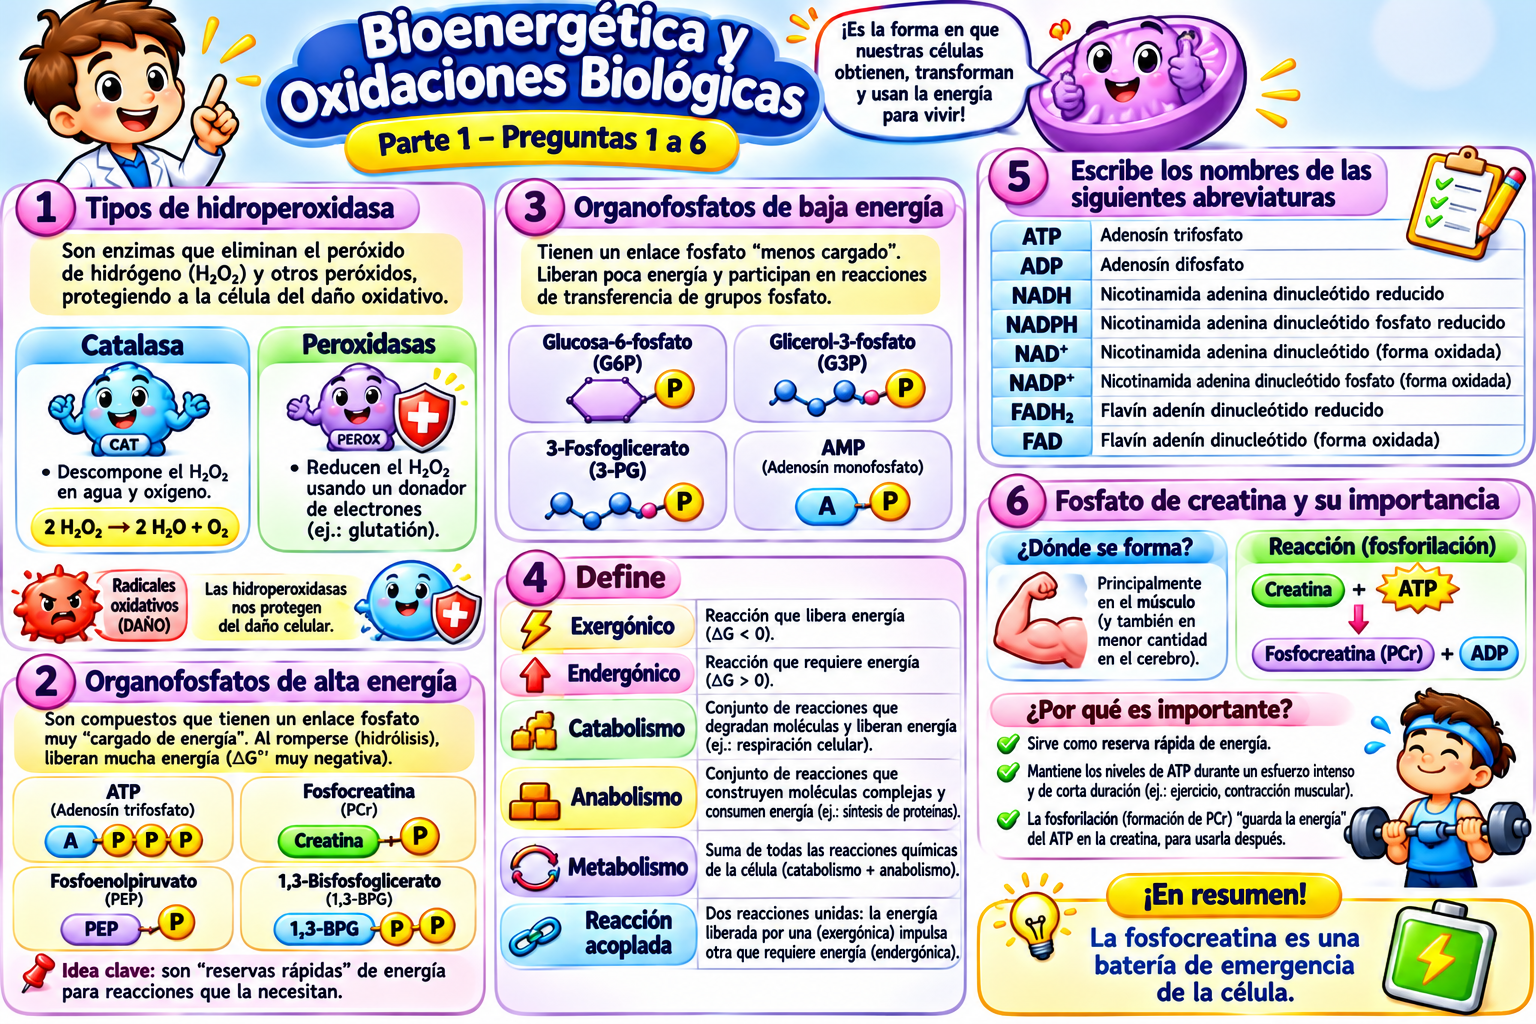 Bioenergética y
Oxidaciones Biológicas
Parte 1 – Preguntas 1 a 6
¡Es la forma en que
nuestras células
obtienen, transforman
y usan la energía
para vivir!
1 Tipos de hidroperoxidasa
Son enzimas que eliminan el peróxido
de hidrógeno (H₂O₂) y otros peróxidos,
protegiendo a la célula del daño oxidativo.
Catalasa
CAT
• Descompone el H₂O₂
en agua y oxígeno.
2 H₂O₂ → 2 H₂O + O₂
Peroxidasas
PEROX
• Reducen el H₂O₂
usando un donador
de electrones
(ej.: glutatión).
Radicales
oxidativos
(DAÑO)
Las hidroperoxidasas
nos protegen
del daño celular.
2 Organofosfatos de alta energía
Son compuestos que tienen un enlace fosfato
muy “cargado de energía”. Al romperse (hidrólisis),
liberan mucha energía (ΔG°' muy negativa).
ATP
(Adenosín trifosfato)
A P P P
Fosfocreatina
(PCr)
Creatina P
Fosfoenolpiruvato
(PEP)
PEP P
1,3-Bisfosfoglicerato
(1,3-BPG)
1,3-BPG P P
Idea clave: son “reservas rápidas” de energía
para reacciones que la necesitan.
3 Organofosfatos de baja energía
Tienen un enlace fosfato “menos cargado”.
Liberan poca energía y participan en reacciones
de transferencia de grupos fosfato.
Glucosa-6-fosfato
(G6P)
P
Glicerol-3-fosfato
(G3P)
P
3-Fosfoglicerato
(3-PG)
P
AMP
(Adenosín monofosfato)
A P
4 Define
Exergónico
Reacción que libera energía
(ΔG < 0).
Endergónico
Reacción que requiere energía
(ΔG > 0).
Catabolismo
Conjunto de reacciones que
degradan moléculas y liberan energía
(ej.: respiración celular).
Anabolismo
Conjunto de reacciones que
construyen moléculas complejas y
consumen energía (ej.: síntesis de proteínas).
Metabolismo
Suma de todas las reacciones químicas
de la célula (catabolismo + anabolismo).
Reacción
acoplada
Dos reacciones unidas: la energía
liberada por una (exergónica) impulsa
otra que requiere energía (endergónica).
5 Escribe los nombres de las
siguientes abreviaturas
ATP Adenosín trifosfato
ADP Adenosín difosfato
NADH Nicotinamida adenina dinucleótido reducido
NADPH Nicotinamida adenina dinucleótido fosfato reducido
NAD⁺ Nicotinamida adenina dinucleótido (forma oxidada)
NADP⁺ Nicotinamida adenina dinucleótido fosfato (forma oxidada)
FADH₂ Flavín adenín dinucleótido reducido
FAD Flavín adenín dinucleótido (forma oxidada)
6 Fosfato de creatina y su importancia
¿Dónde se forma?
Principalmente
en el músculo
(y también en
menor cantidad
en el cerebro).
Reacción (fosforilación)
Creatina + ATP
Fosfocreatina (PCr) + ADP
¿Por qué es importante?
Sirve como reserva rápida de energía.
Mantiene los niveles de ATP durante un esfuerzo intenso
y de corta duración (ej.: ejercicio, contracción muscular).
La fosforilación (formación de PCr) “guarda la energía”
del ATP en la creatina, para usarla después.
¡En resumen!
La fosfocreatina es una
batería de emergencia
de la célula.